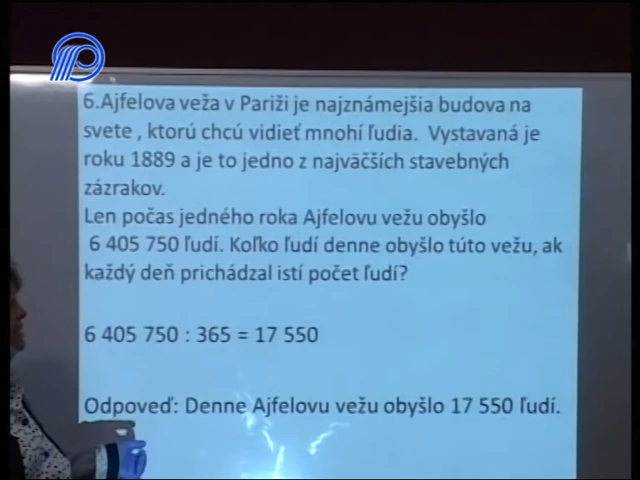 6.Ajfelova veža v Pariži je najznámejšia budova na
svete , ktorú chcú vidieť mnohí ľudia. Vystavaná je
roku 1889 a je to jedno z najväčších stavebných
zázrakov.
Len počas jedného roka Ajfelovu vežu obyšlo
6 405 750 ľudí. Koľko ľudí denne obyšlo túto vežu, ak
každý deň prichádzal istí počet ľudí?
6 405 750 : 365 = 17 550
Odpoveď: Denne Ajfelovu vežu obyšlo 17 550 ľudí.